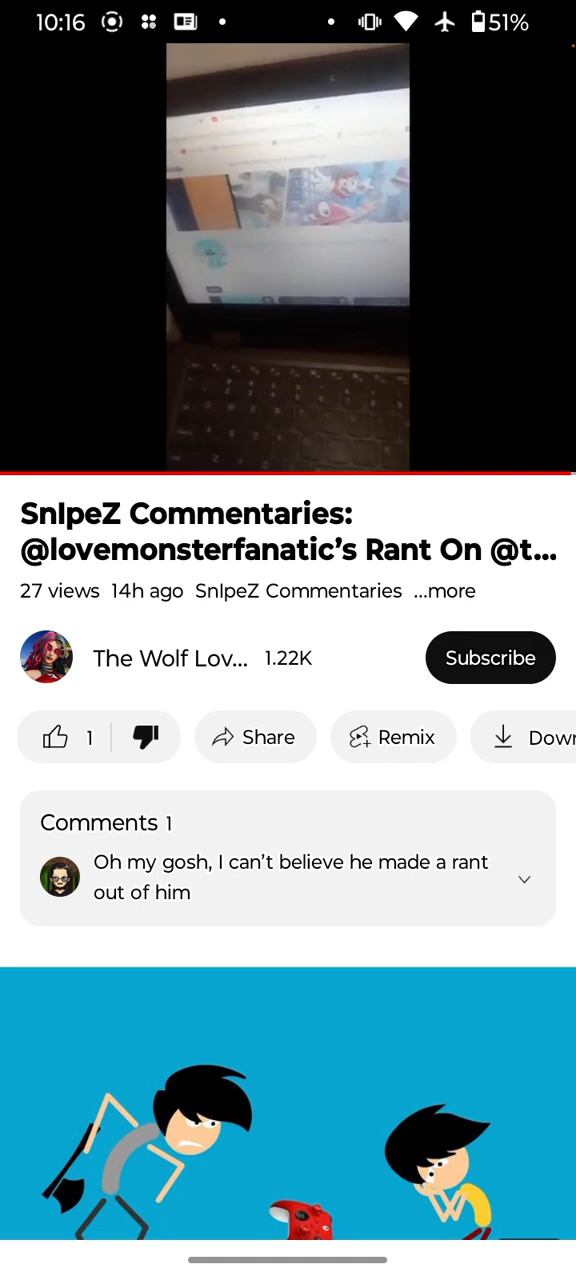 10:16
51%
SnIpeZ Commentaries:
@lovemonsterfanatic’s Rant On @t...
27 views 14h ago SnIpeZ Commentaries ...more
The Wolf Lov... 1.22K
Subscribe
1
Share
Remix
Down
Comments 1
Oh my gosh, I can’t believe he made a rant
out of him